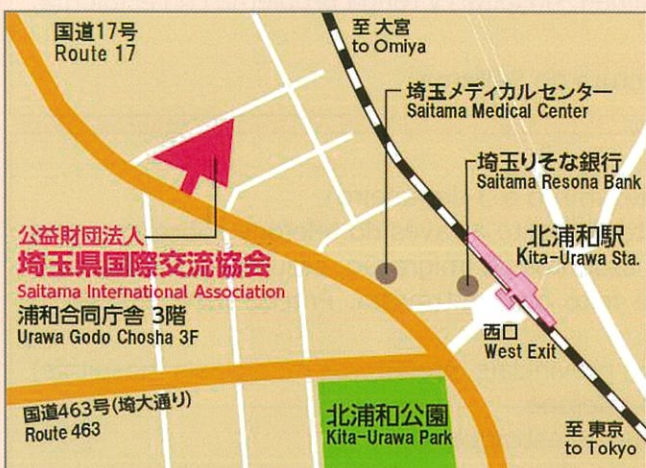 国道17号
Route 17
至 大宮
to Omiya
埼玉メディカルセンター
Saitama Medical Center
埼玉りそな銀行
Saitama Resona Bank
北浦和駅
Kita-Urawa Sta.
公益財団法人
埼玉県国際交流協会
Saitama International Association
浦和合同庁舎 3階
Urawa Godo Chosha 3F
西口
West Exit
国道463号(埼大通り)
Route 463
北浦和公園
Kita-Urawa Park
至 東京
to Tokyo